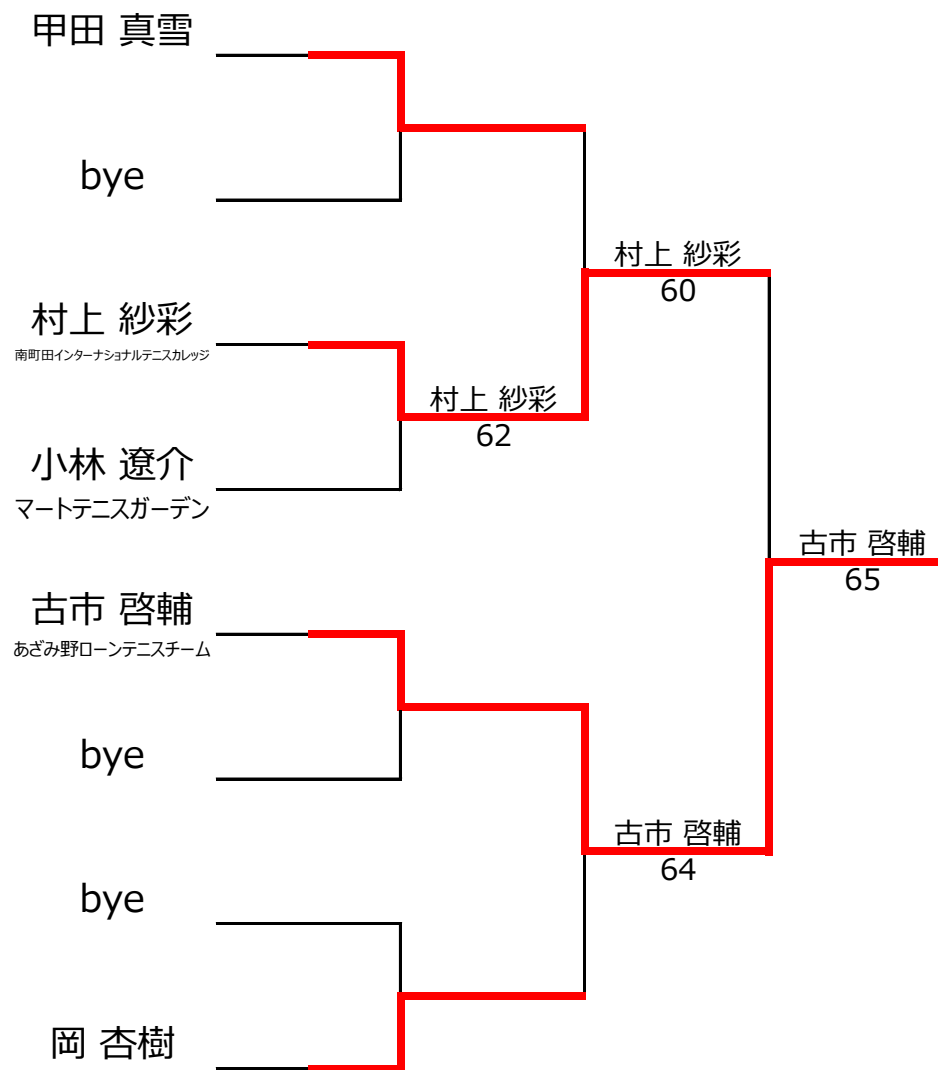 甲田 真雪
bye
村上 紗彩
60
村上 紗彩
南町田インターナショナルテニスカレッジ
村上 紗彩
62
小林 遼介
マートテニスガーデン
古市 啓輔
65
古市 啓輔
あざみ野ローンテニスチーム
bye
古市 啓輔
64
bye
岡 杏樹